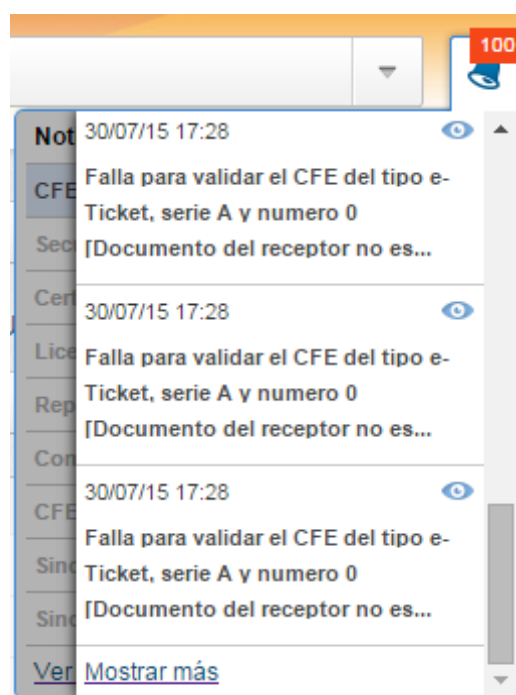 100
Not
CFE
Sec
Cert
Lice
Rep
Con
CFE
Sinc
Sinc
Ver
30/07/15 17:28
Falla para validar el CFE del tipo e-
Ticket, serie A y numero 0
[Documento del receptor no es...
30/07/15 17:28
Falla para validar el CFE del tipo e-
Ticket, serie A y numero 0
[Documento del receptor no es...
30/07/15 17:28
Falla para validar el CFE del tipo e-
Ticket, serie A y numero 0
[Documento del receptor no es...
Mostrar más